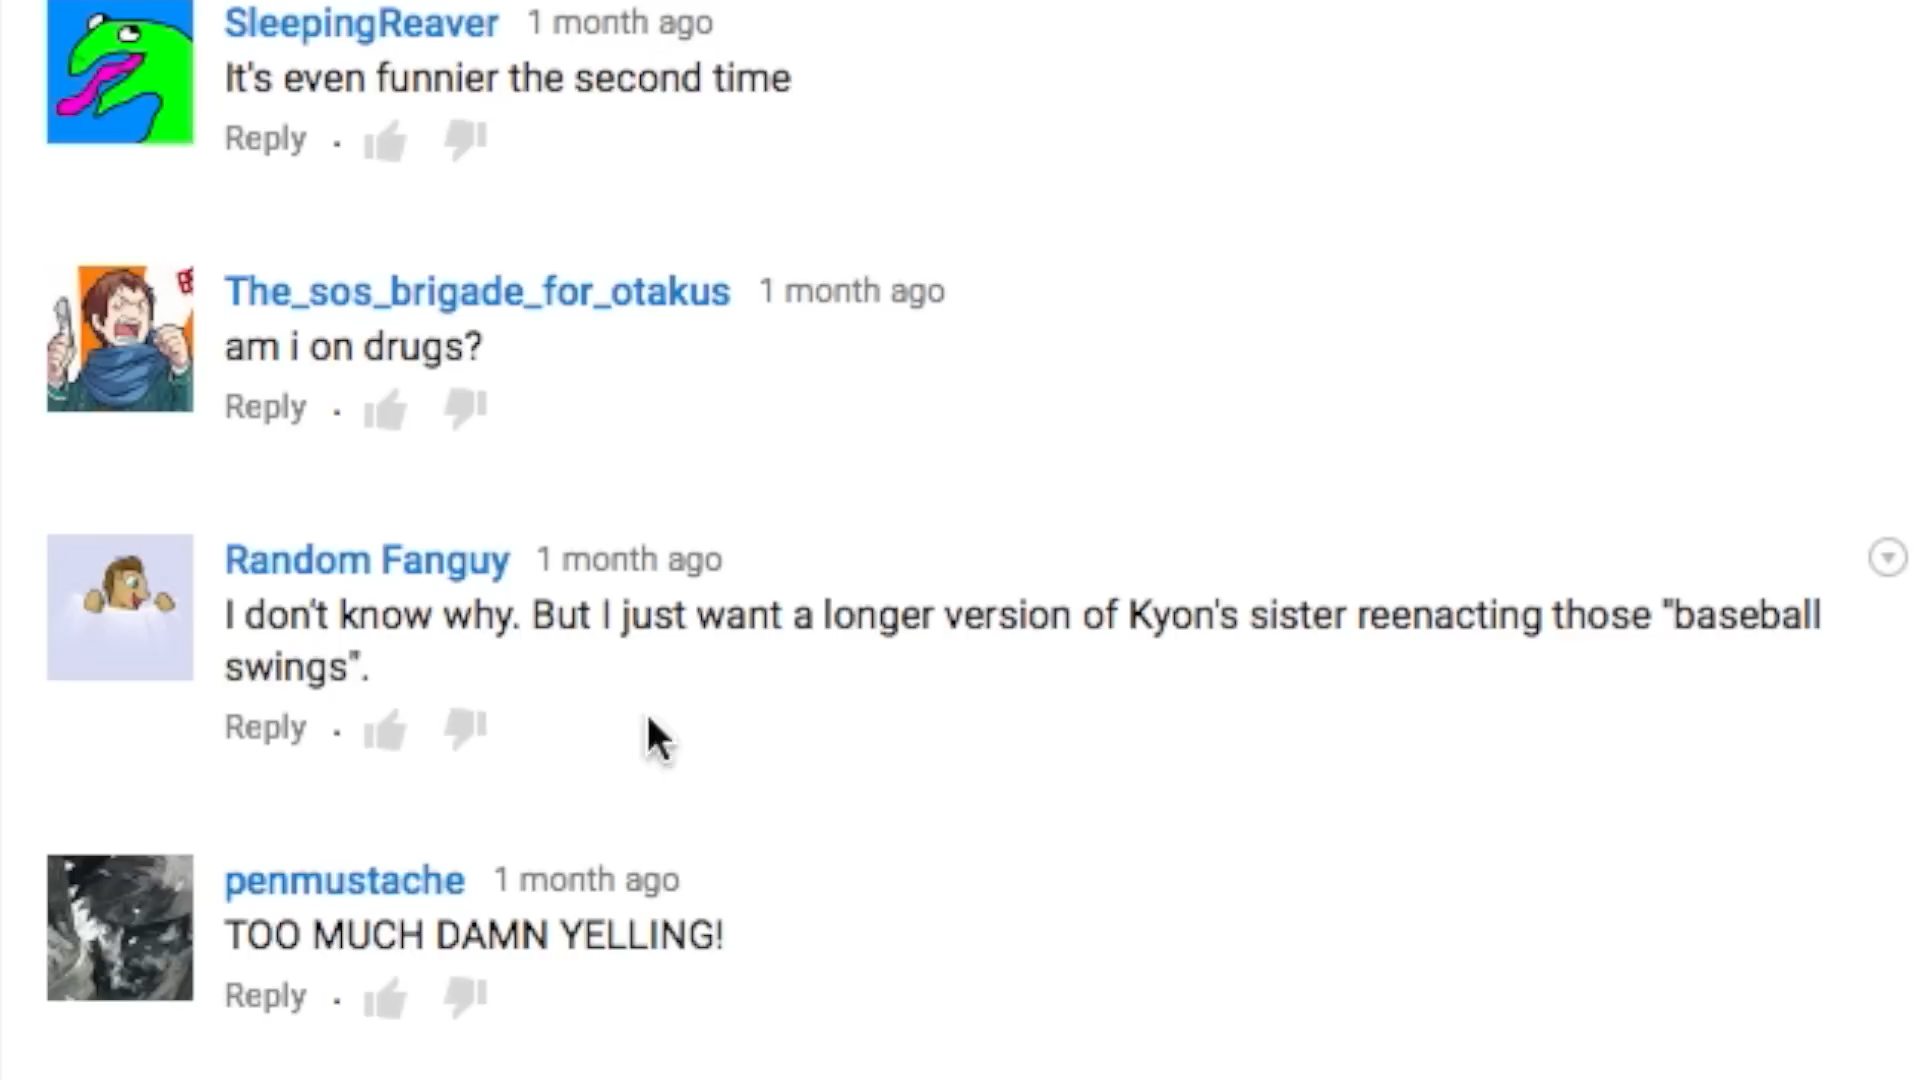 SleepingReaver 1 month ago
It's even funnier the second time
Reply .
The_sos_brigade_for_otakus 1 month ago
am i on drugs?
Reply .
Random Fanguy 1 month ago
I don't know why. But I just want a longer version of Kyon's sister reenacting those "baseball
swings".
Reply .
penmustache 1 month ago
TOO MUCH DAMN YELLING!
Reply .